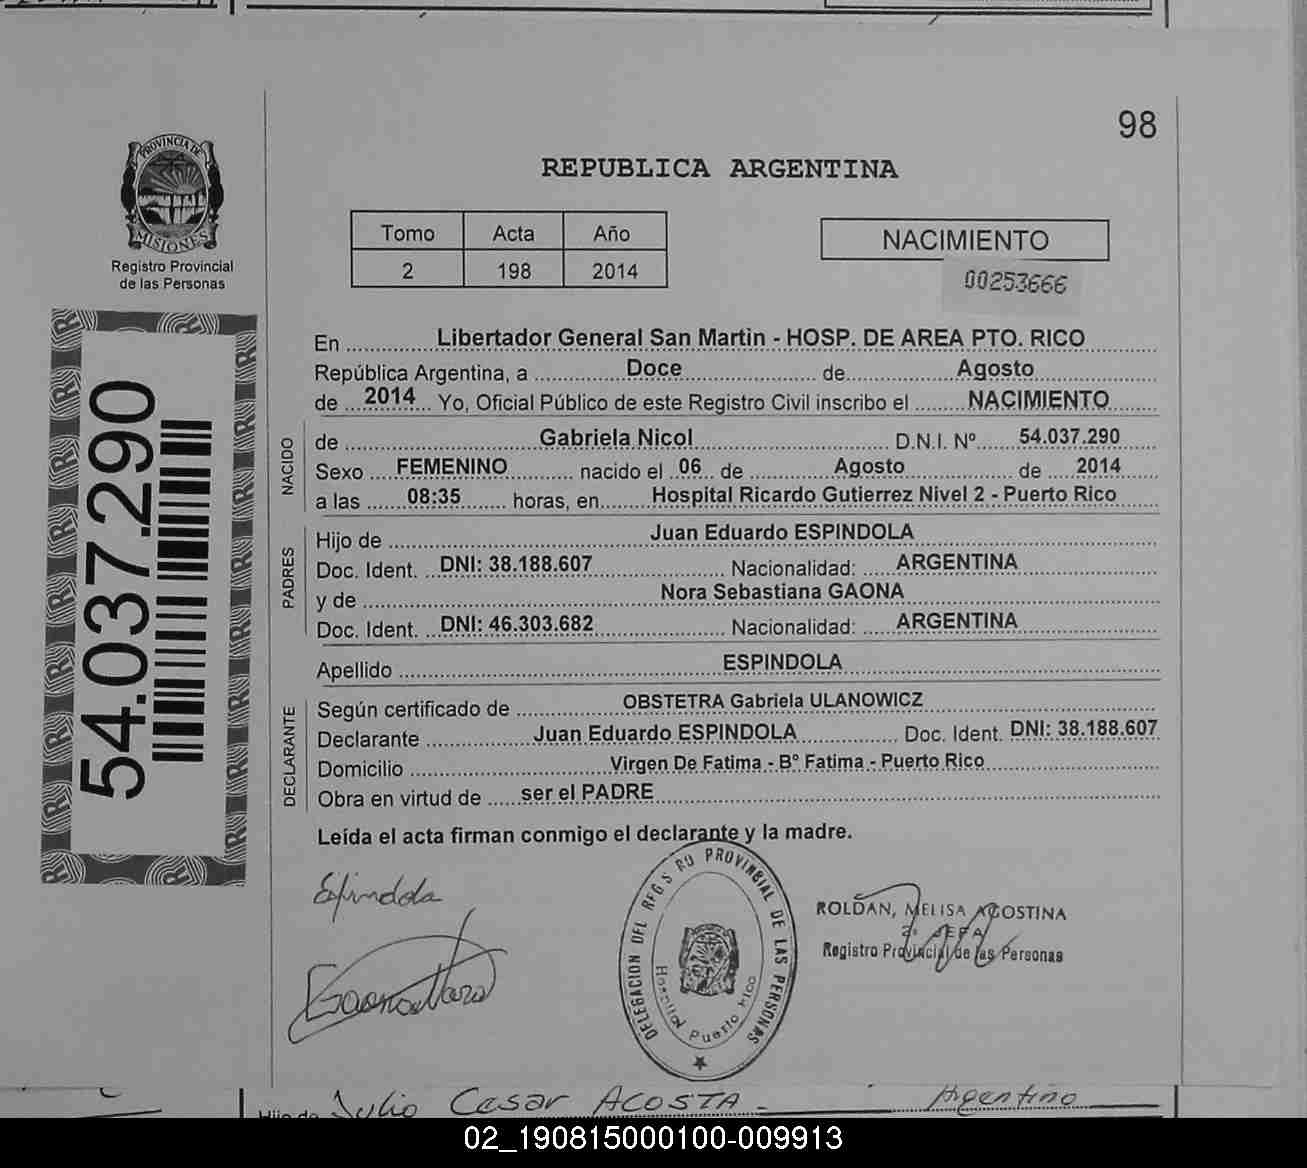 98
PROVINCIA DE
MISIONES
Registro Provincial
de las Personas
REPUBLICA ARGENTINA
Tomo Acta Año
2 198 2014
NACIMIENTO
00253666
54.037.290
En Libertador General San Martin - HOSP. DE AREA PTO. RICO
República Argentina, a Doce de Agosto
de 2014 Yo, Oficial Público de este Registro Civil inscribo el NACIMIENTO
NACIDO
de Gabriela Nicol D.N.I. Nº 54.037.290
Sexo FEMENINO nacido el 06 de Agosto de 2014
a las 08:35 horas, en Hospital Ricardo Gutierrez Nivel 2 - Puerto Rico
PADRES
Hijo de Juan Eduardo ESPINDOLA
Doc. Ident. DNI: 38.188.607 Nacionalidad: ARGENTINA
y de Nora Sebastiana GAONA
Doc. Ident. DNI: 46.303.682 Nacionalidad: ARGENTINA
Apellido ESPINDOLA
DECLARANTE
Según certificado de OBSTETRA Gabriela ULANOWICZ
Declarante Juan Eduardo ESPINDOLA Doc. Ident. DNI: 38.188.607
Domicilio Virgen De Fatima - Bº Fatima - Puerto Rico
Obra en virtud de ser el PADRE
Leída el acta firman conmigo el declarante y la madre.
Espindola
Gaona Nora
DELEGACION DEL REGISTRO PROVINCIAL DE LAS PERSONAS
Hospital Puerto Rico
ROLDAN, MELISA AGOSTINA
2º JEFA
Registro Provincial de las Personas
Hijo de Julio Cesar ACOSTA - Argentino
02_190815000100-009913